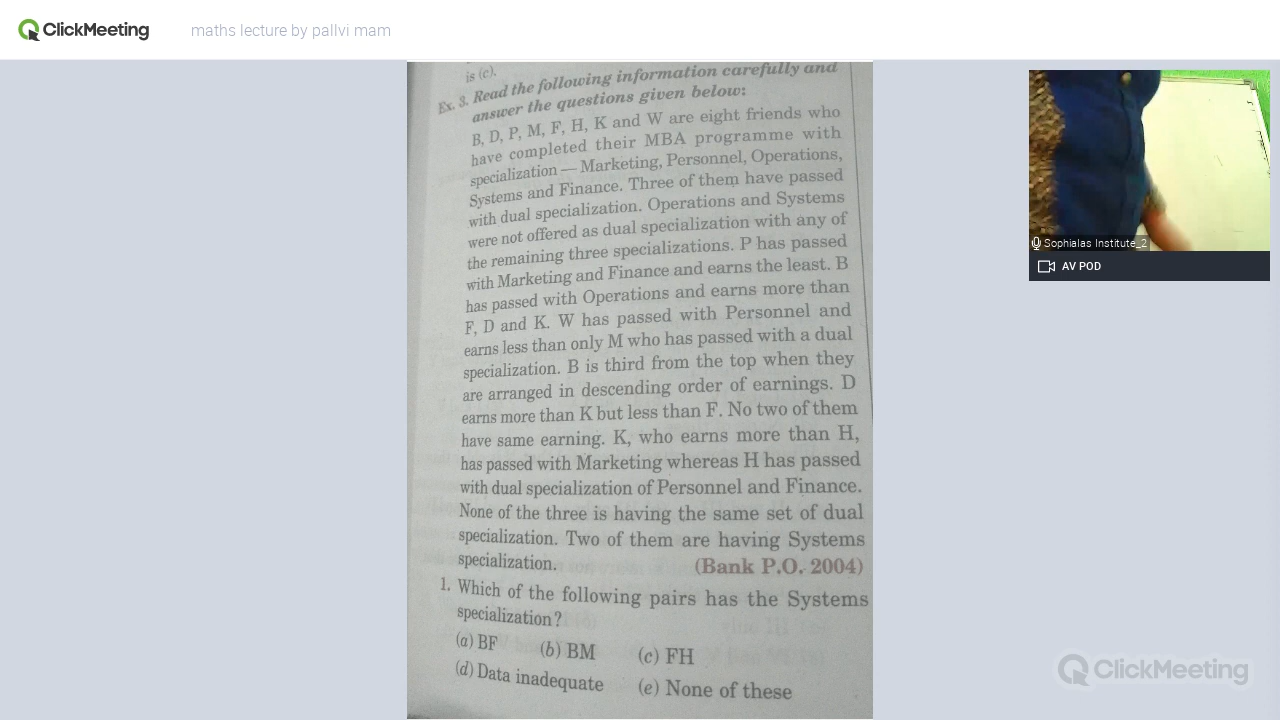 ClickMeeting
maths lecture by pallvi mam
is (c).
Ex. 3. Read the following information carefully and
answer the questions given below:
B, D, P, M, F, H, K and W are eight friends who
have completed their MBA programme with
specialization — Marketing, Personnel, Operations,
Systems and Finance. Three of them have passed
with dual specialization. Operations and Systems
were not offered as dual specialization with any of
the remaining three specializations. P has passed
with Marketing and Finance and earns the least. B
has passed with Operations and earns more than
F, D and K. W has passed with Personnel and
earns less than only M who has passed with a dual
specialization. B is third from the top when they
are arranged in descending order of earnings. D
earns more than K but less than F. No two of them
have same earning. K, who earns more than H,
has passed with Marketing whereas H has passed
with dual specialization of Personnel and Finance.
None of the three is having the same set of dual
specialization. Two of them are having Systems
specialization. (Bank P.O. 2004)
1. Which of the following pairs has the Systems
specialization?
(a) BF (b) BM (c) FH
(d) Data inadequate (e) None of these
Sophialas Institute_2
AV POD
ClickMeeting